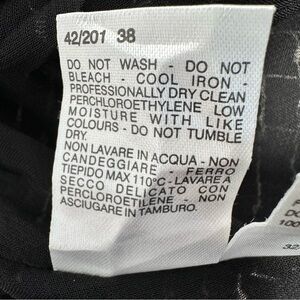 42/201 38
DO NOT WASH - DO NOT
BLEACH - COOL IRON -
PROFESSIONALLY DRY CLEAN
PERCHLOROETHYLENE LOW
MOISTURE WITH LIKE
COLOURS - DO NOT TUMBLE
DRY.
NON LAVARE IN ACQUA - NON
CANDEGGIARE - FERRO
TIEPIDO MAX 110°C - LAVARE A
SECCO DELICATO CON
PERCLOROETILENE - NON
ASCIUGARE IN TAMBURO.
100
32